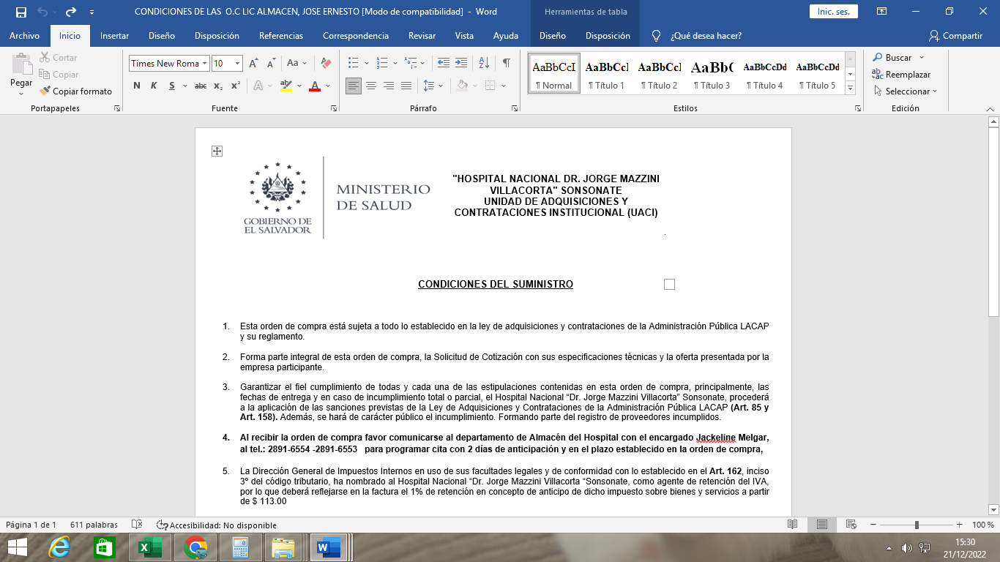 CONDICIONES DE LAS  O.C LIC ALMACEN, JOSE ERNESTO [Modo de compatibilidad]  -  Word
Herramientas de tabla
Inic. ses.
Archivo Inicio Insertar Diseño Disposición Referencias Correspondencia Revisar Vista Ayuda Diseño Disposición ¿Qué desea hacer? Compartir
Pegar
Cortar
Copiar
Copiar formato
Portapapeles
Times New Roma 10
N K S abc x₂ x²
Fuente
Párrafo
AaBbCcI AaBbCcI AaBbCcI AaBb( AaBbCcDd AaBbCcDd
¶ Normal ¶ Título 1 ¶ Título 2 ¶ Título 3 ¶ Título 4 ¶ Título 5
Estilos
Buscar
Reemplazar
Seleccionar
Edición
GOBIERNO DE
EL SALVADOR
MINISTERIO
DE SALUD
"HOSPITAL NACIONAL DR. JORGE MAZZINI
VILLACORTA" SONSONATE
UNIDAD DE ADQUISICIONES Y
CONTRATACIONES INSTITUCIONAL (UACI)
.
CONDICIONES DEL SUMINISTRO
1. Esta orden de compra está sujeta a todo lo establecido en la ley de adquisiciones y contrataciones de la Administración Pública LACAP
y su reglamento.
2. Forma parte integral de esta orden de compra, la Solicitud de Cotización con sus especificaciones técnicas y la oferta presentada por la
empresa participante.
3. Garantizar el fiel cumplimiento de todas y cada una de las estipulaciones contenidas en esta orden de compra, principalmente, las
fechas de entrega y en caso de incumplimiento total o parcial, el Hospital Nacional “Dr. Jorge Mazzini Villacorta” Sonsonate, procederá
a la aplicación de las sanciones previstas de la Ley de Adquisiciones y Contrataciones de la Administración Pública LACAP (Art. 85 y
Art. 158). Además, se hará de carácter público el incumplimiento. Formando parte del registro de proveedores incumplidos.
4. Al recibir la orden de compra favor comunicarse al departamento de Almacén del Hospital con el encargado Jackeline Melgar,
al tel.: 2891-6554 -2891-6553   para programar cita con 2 días de anticipación y en el plazo establecido en la orden de compra,
5. La Dirección General de Impuestos Internos en uso de sus facultades legales y de conformidad con lo establecido en el Art. 162, inciso
3º del código tributario, ha nombrado al Hospital Nacional “Dr. Jorge Mazzini Villacorta “Sonsonate, como agente de retención del IVA,
por lo que deberá reflejarse en la factura el 1% de retención en concepto de anticipo de dicho impuesto sobre bienes y servicios a partir
de $ 113.00
Página 1 de 1 611 palabras Accesibilidad: No disponible 100 %
15:30
21/12/2022